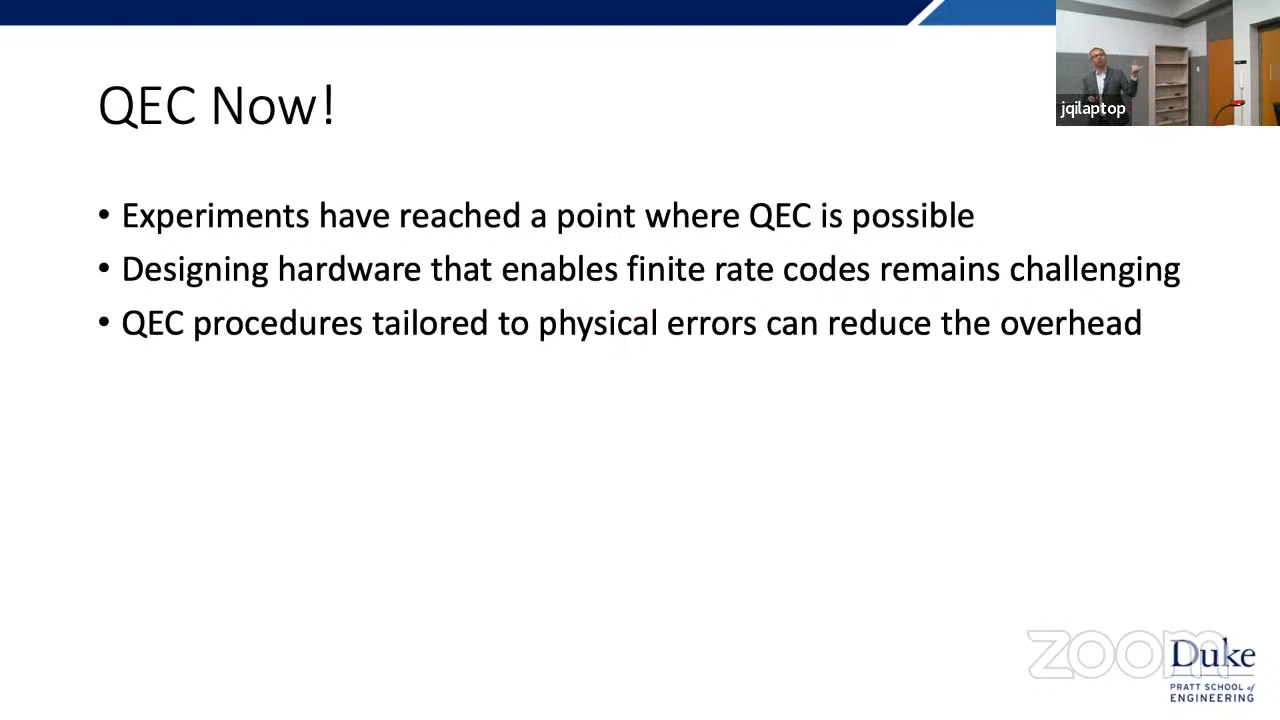 QEC Now!
jqilaptop
• Experiments have reached a point where QEC is possible
• Designing hardware that enables finite rate codes remains challenging
• QEC procedures tailored to physical errors can reduce the overhead
zoom
Duke
PRATT SCHOOL of
ENGINEERING